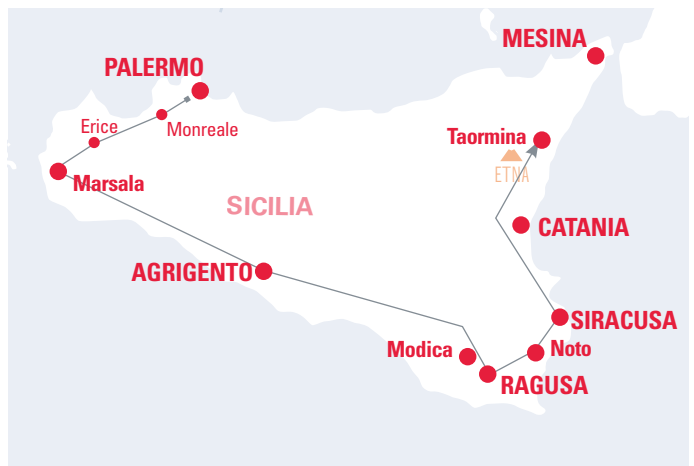 MESINA
PALERMO
Erice
Monreale
Taormina
ETNA
Marsala
SICILIA
CATANIA
AGRIGENTO
SIRACUSA
Modica
Noto
RAGUSA